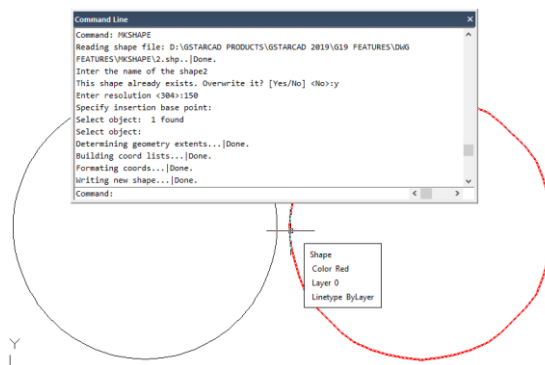 Command Line
Command: MKSHAPE
Reading shape file: D:\GSTARCAD PRODUCTS\GSTARCAD 2019\G19 FEATURES\DWG
FEATURES\MKSHAPE\2.shp..|Done.
Inter the name of the shape2
This shape already exists. Overwrite it? [Yes/No] <No>:y
Enter resolution <304>:150
Specify insertion base point:
Select object:  1 found
Select object:
Determining geometry extents...|Done.
Building coord lists...|Done.
Formating coords...|Done.
Writing new shape...|Done.
Command:
Shape
Color Red
Layer 0
Linetype ByLayer
Y